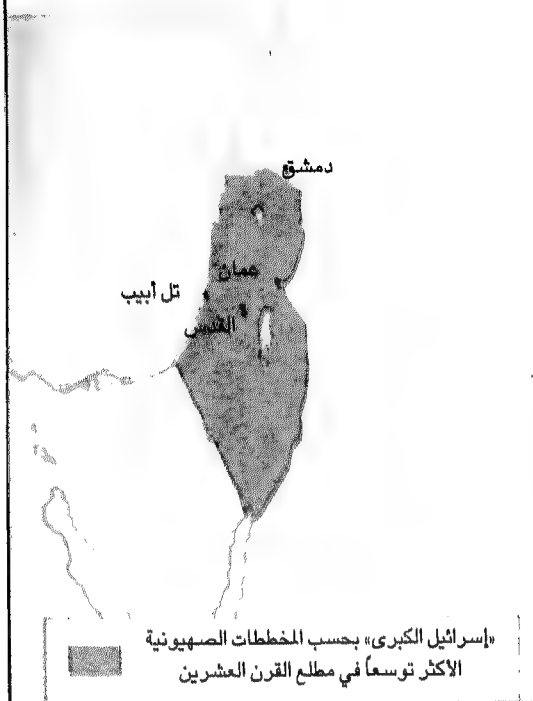 دمشق
عمان
تل أبيب
القدس
«إسرائيل الكبرى» بحسب المخططات الصهيونية
الأكثر توسعاً في مطلع القرن العشرين